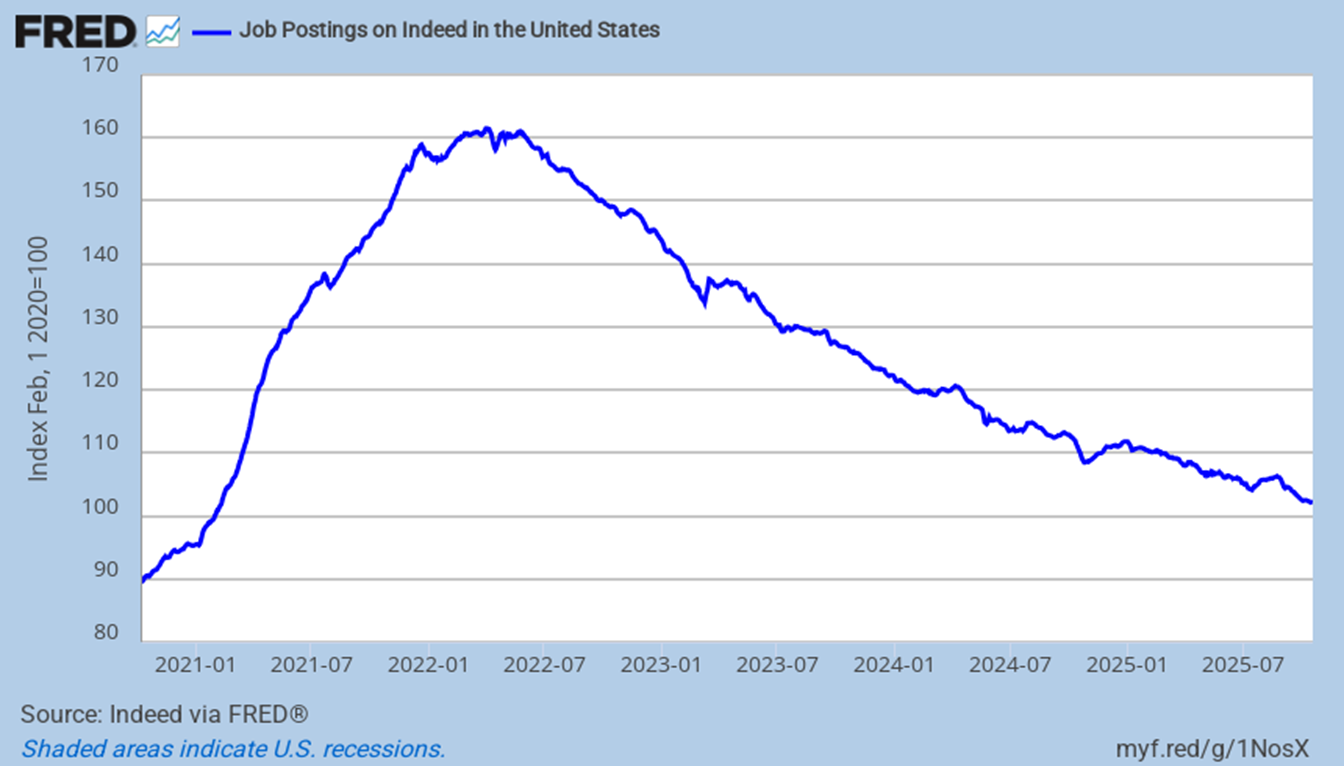 FRED Job Postings on Indeed in the United States
170
160
150
140
130
120
110
100
90
80
Index Feb, 1 2020=100
2021-01 2021-07 2022-01 2022-07 2023-01 2023-07 2024-01 2024-07 2025-01 2025-07
Source: Indeed via FRED®
Shaded areas indicate U.S. recessions.
myf.red/g/1NosX